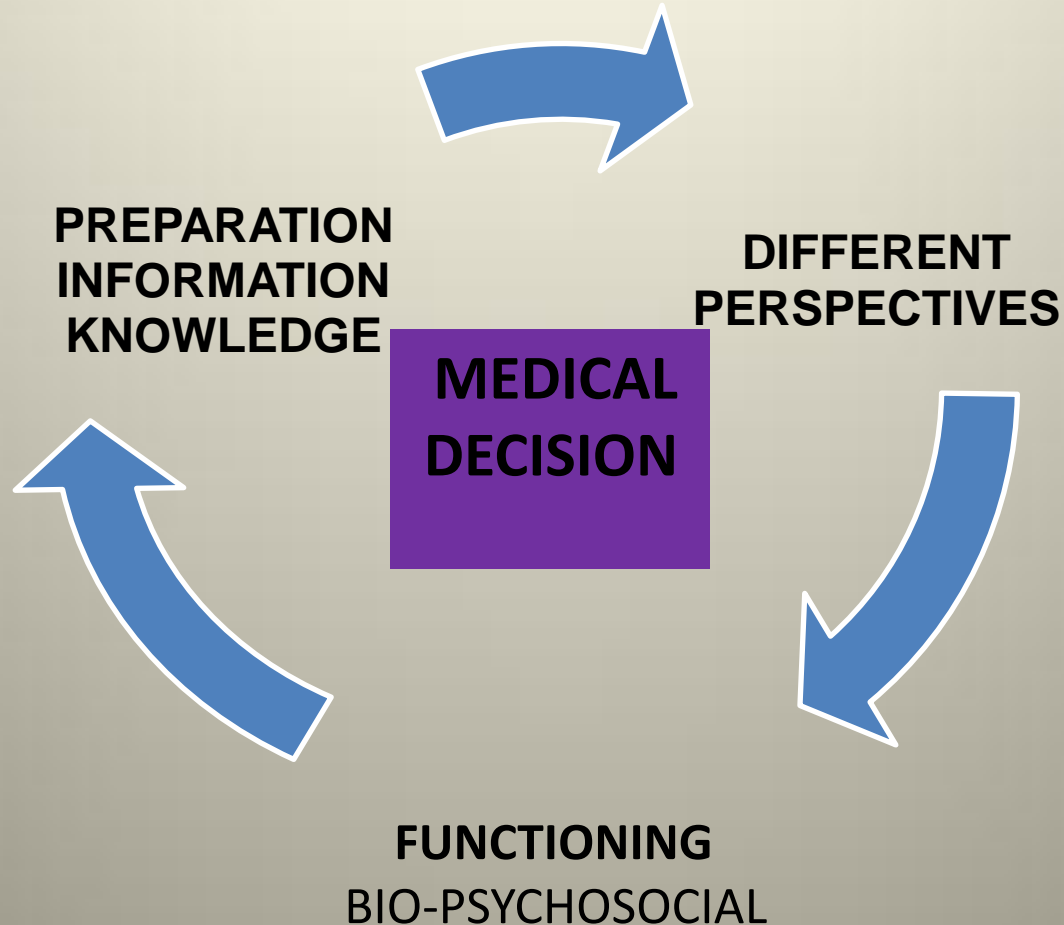 PREPARATION
INFORMATION
KNOWLEDGE
DIFFERENT
PERSPECTIVES
MEDICAL
DECISION
FUNCTIONING
BIO-PSYCHOSOCIAL